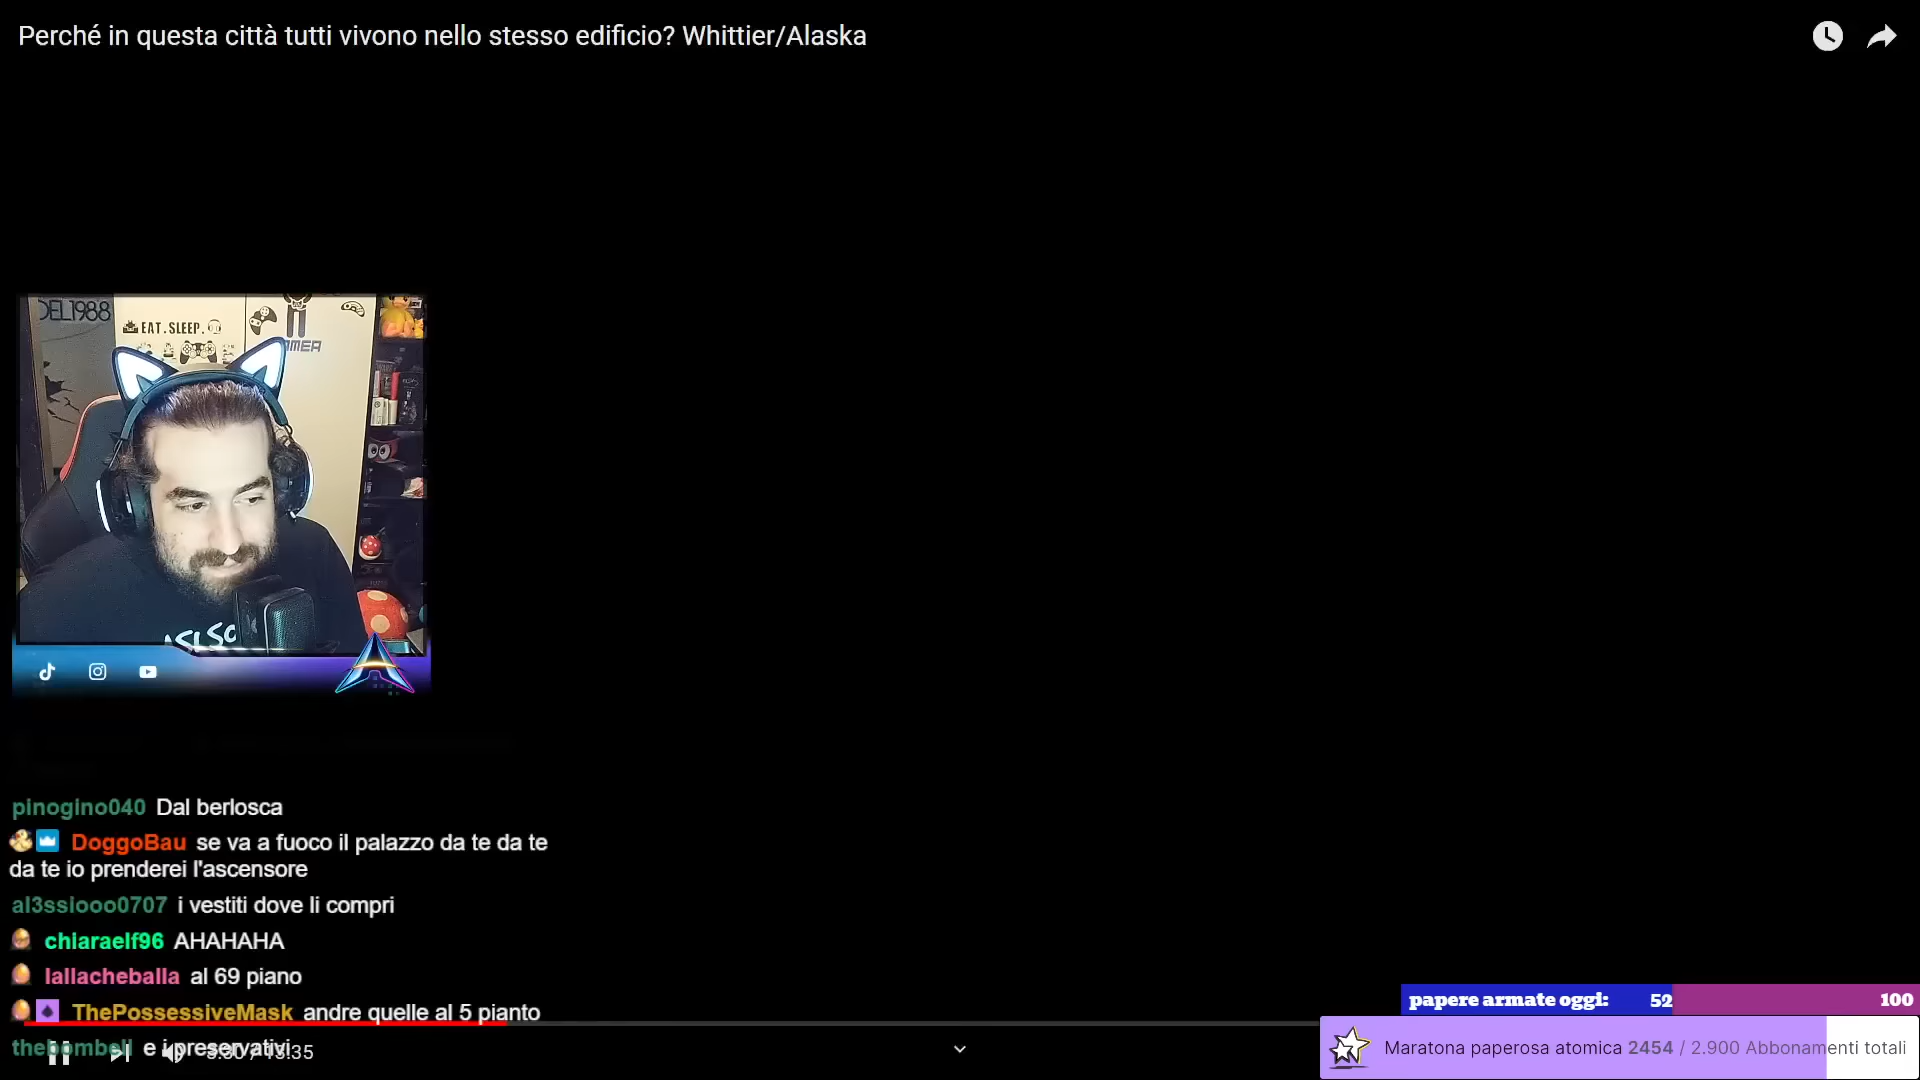 Perché in questa città tutti vivono nello stesso edificio? Whittier/Alaska
DEL1988
EAT.SLEEP.
pinogino040 Dal berlosca
DoggoBau se va a fuoco il palazzo da te da te
da te io prenderei l'ascensore
al3ssiooo0707 i vestiti dove li compri
chiaraelf96 AHAHAHA
lallacheballa al 69 piano
ThePossessiveMask andre quelle al 5 pianto
thebombell e i preservativi
papere armate oggi: 52 100
Maratona paperosa atomica 2454 / 2.900 Abbonamenti totali